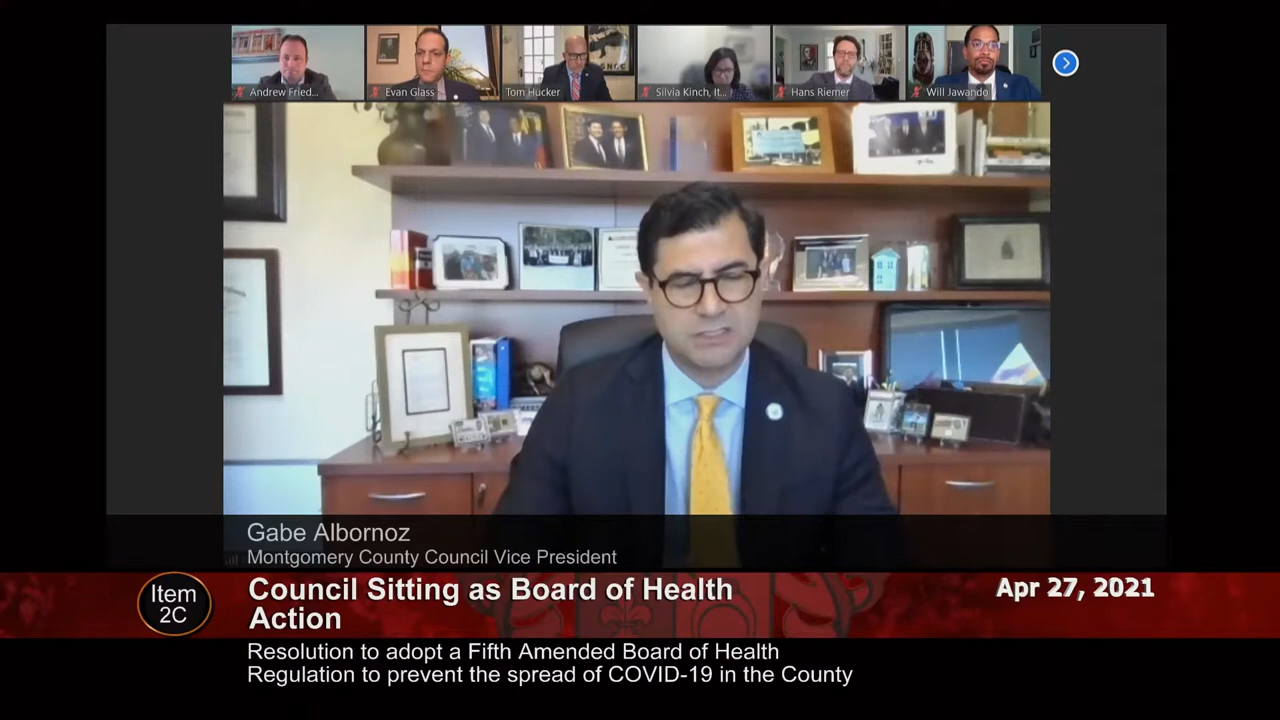 Andrew Fried...
Evan Glass
Tom Hucker
Silvia Kinch, It...
Hans Riemer
Will Jawando
Gabe Albornoz
Montgomery County Council Vice President
Item
2C
Council Sitting as Board of Health
Action
Apr 27, 2021
Resolution to adopt a Fifth Amended Board of Health
Regulation to prevent the spread of COVID-19 in the County